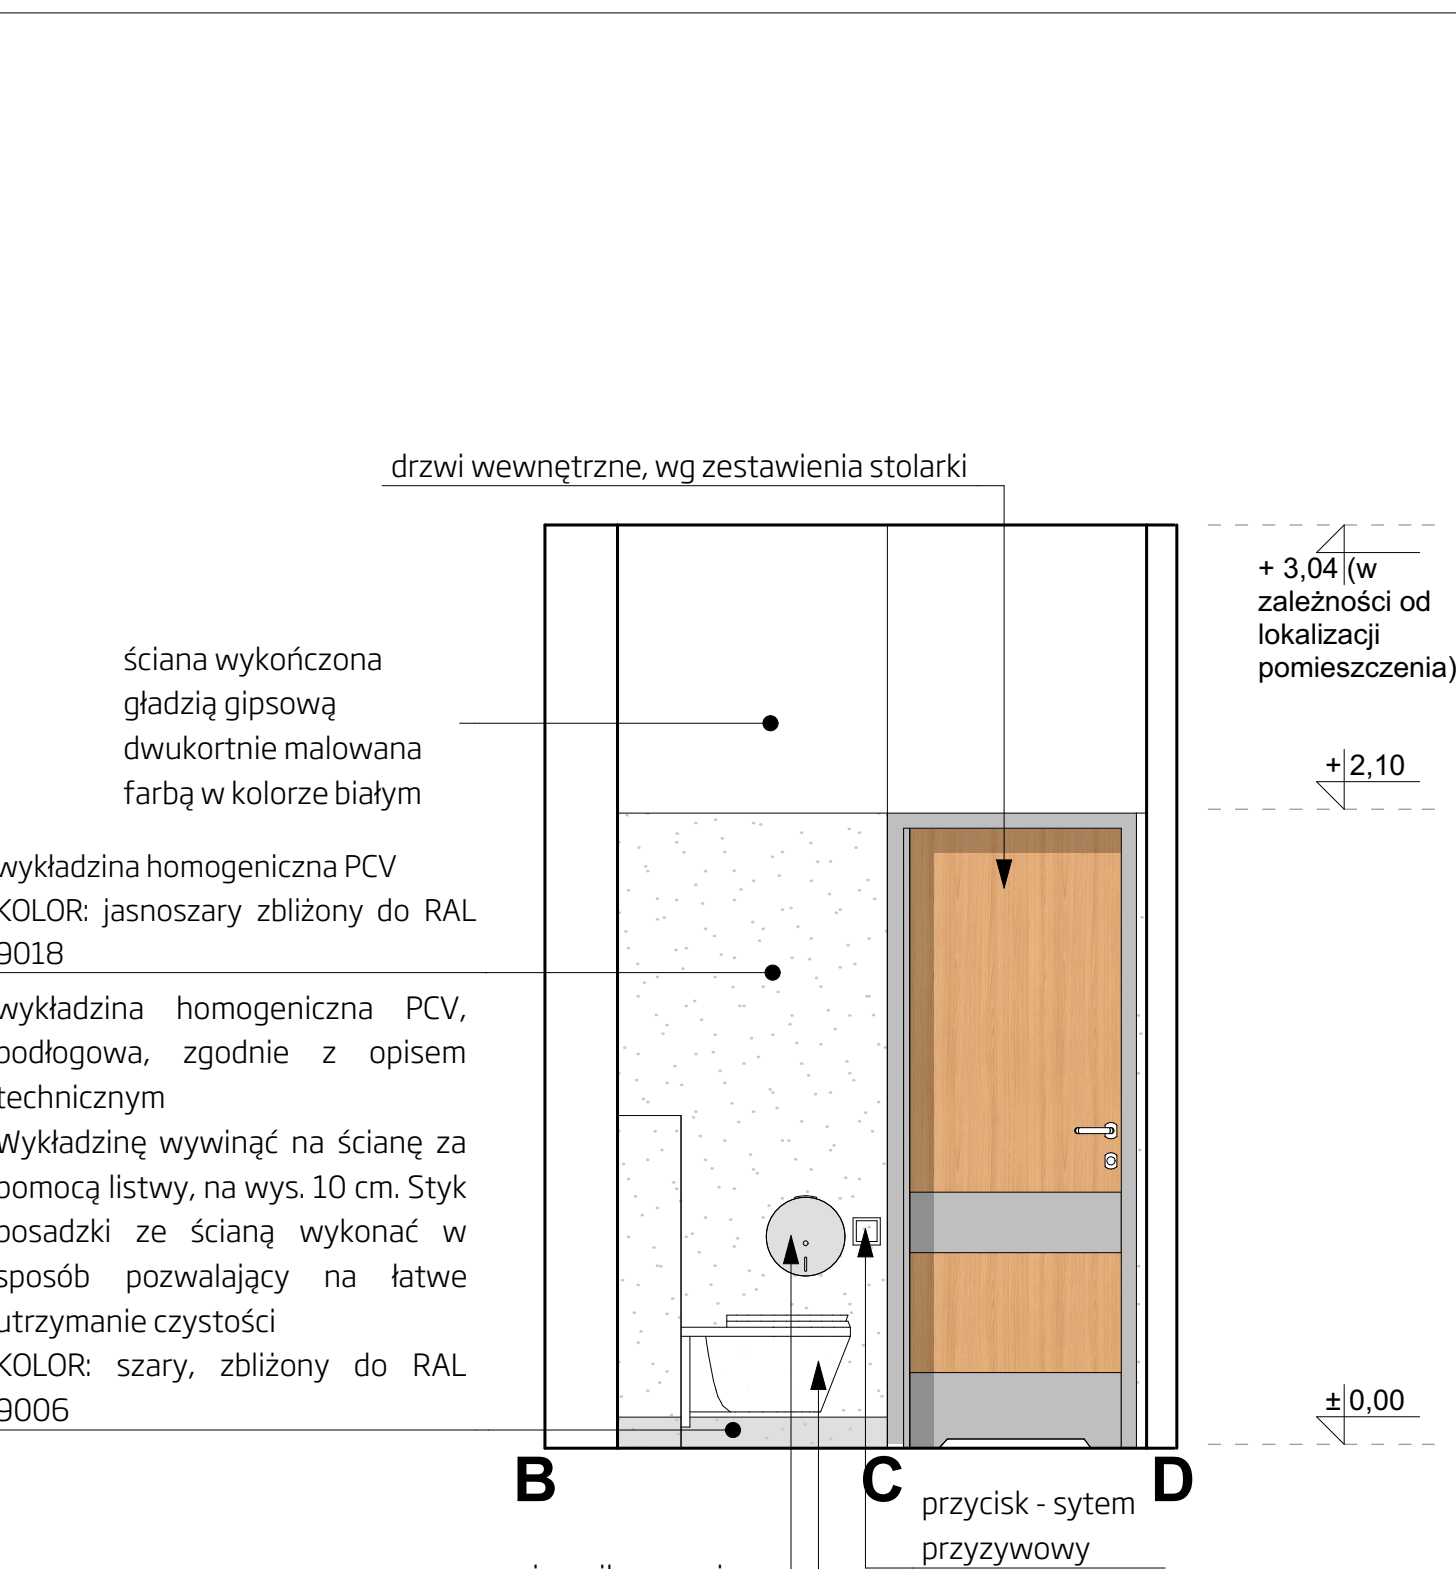 drzwi wewnętrzne, wg zestawienia stolarki
+ 3,04 (w
zależności od
lokalizacji
pomieszczenia)
ściana wykończona
gładzią gipsową
dwukortnie malowana
farbą w kolorze białym
+ 2,10
wykładzina homogeniczna PCV
KOLOR: jasnoszary zbliżony do RAL
9018
wykładzina homogeniczna PCV,
podłogowa, zgodnie z opisem
technicznym
Wykładzinę wywinąć na ścianę za
pomocą listwy, na wys. 10 cm. Styk
posadzki ze ścianą wykonać w
sposób pozwalający na łatwe
utrzymanie czystości
KOLOR: szary, zbliżony do RAL
9006
± 0,00
B C D
przycisk - sytem
przyzywowy